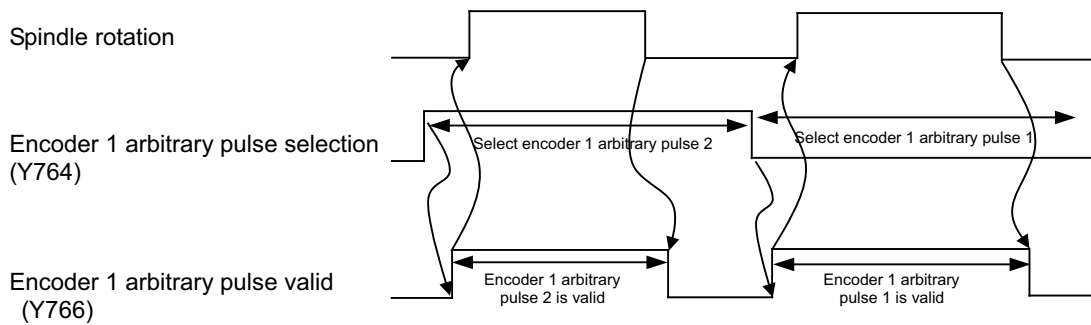 Spindle rotation
Encoder 1 arbitrary pulse selection
(Y764)
Select encoder 1 arbitrary pulse 2
Select encoder 1 arbitrary pulse 1
Encoder 1 arbitrary pulse valid
(Y766)
Encoder 1 arbitrary
pulse 2 is valid
Encoder 1 arbitrary
pulse 1 is valid